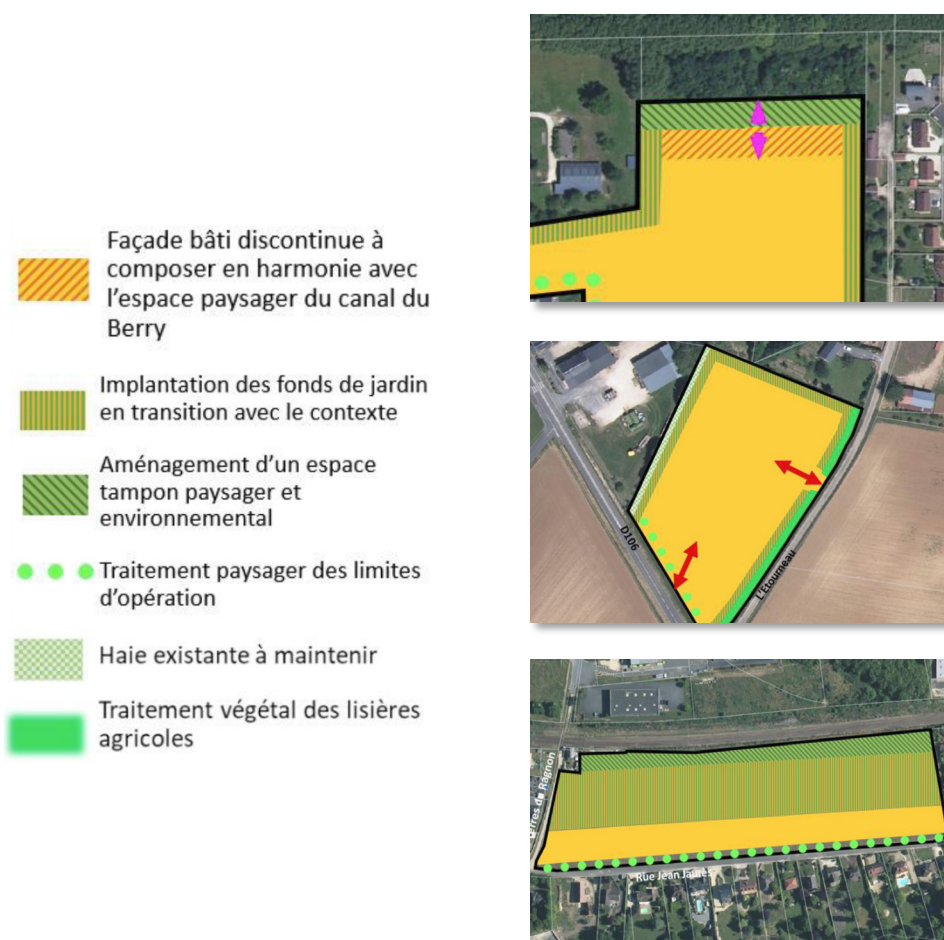 Façade bâti discontinue à
composer en harmonie avec
l'espace paysager du canal du
Berry
Implantation des fonds de jardin
en transition avec le contexte
Aménagement d'un espace
tampon paysager et
environnemental
Traitement paysager des limites
d'opération
Haie existante à maintenir
Traitement végétal des lisières
agricoles
D106
L'Etourneau
du Ragnon
Rue Jean Jaurès